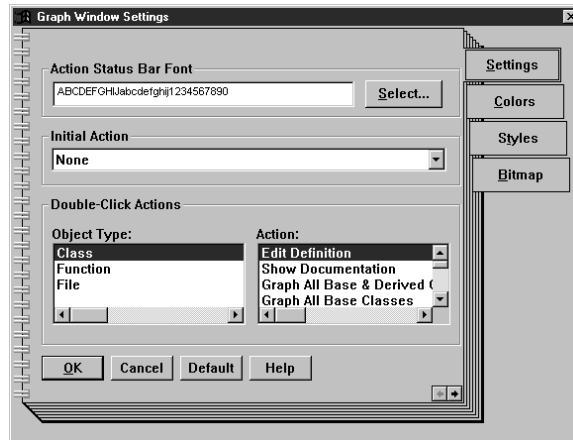 Graph Window Settings
Action Status Bar Font
ABCDEFGHIJabcdefghij1234567890
Select...
Initial Action
None
Double-Click Actions
Object Type:
Class
Function
File
Action:
Edit Definition
Show Documentation
Graph All Base & Derived
Graph All Base Classes
OK
Cancel
Default
Help
Settings
Colors
Styles
Bitmap